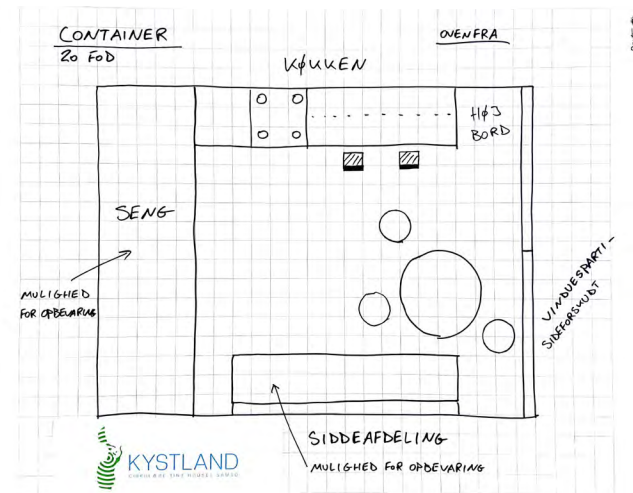 CONTAINER
20 FOD
OVENFRA
KØKKEN
HØJ
BORD
SENG
MULIGHED
FOR OPBEVARING
VINDUESPARTI -
SIDEFORSKUDT
SIDDEAFDELING
MULIGHED FOR OPBEVARING
KYSTLAND